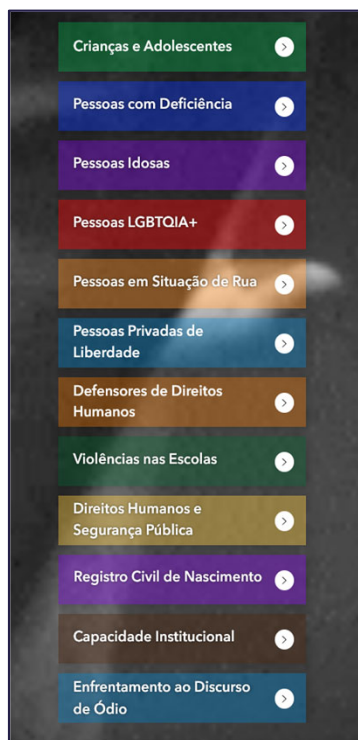 Crianças e Adolescentes
Pessoas com Deficiência
Pessoas Idosas
Pessoas LGBTQIA+
Pessoas em Situação de Rua
Pessoas Privadas de
Liberdade
Defensores de Direitos
Humanos
Violências nas Escolas
Direitos Humanos e
Segurança Pública
Registro Civil de Nascimento
Capacidade Institucional
Enfrentamento ao Discurso
de Ódio